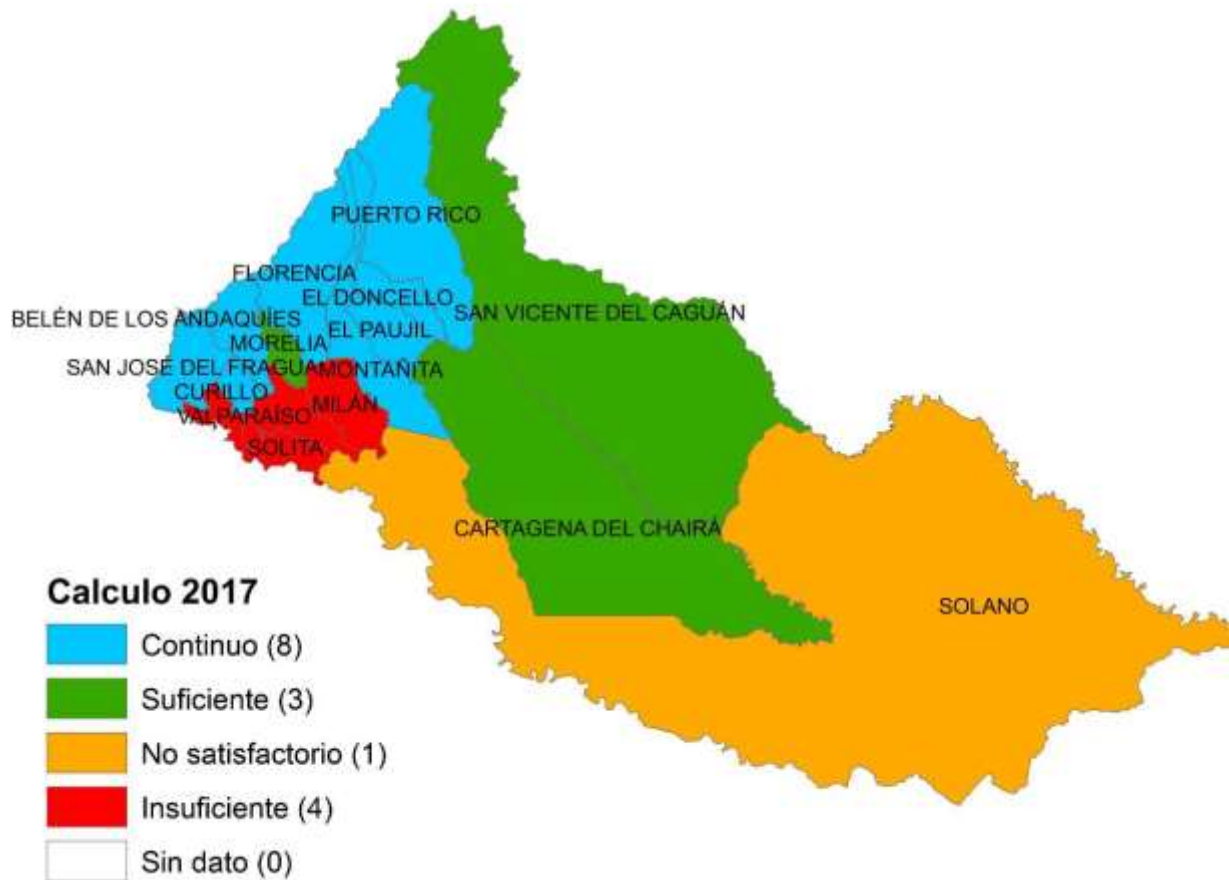 PUERTO RICO
FLORENCIA
EL DONCELLO
BELÉN DE LOS ANDAQUÍES
SAN VICENTE DEL CAGUÁN
EL PAUJIL
MORELIA
SAN JOSE DEL FRAGUA
MONTAÑITA
CURILLO
MILÁN
VALPARAÍSO
SOLITA
CARTAGENA DEL CHAIRÁ
SOLANO
Calculo 2017
Continuo (8)
Suficiente (3)
No satisfactorio (1)
Insuficiente (4)
Sin dato (0)